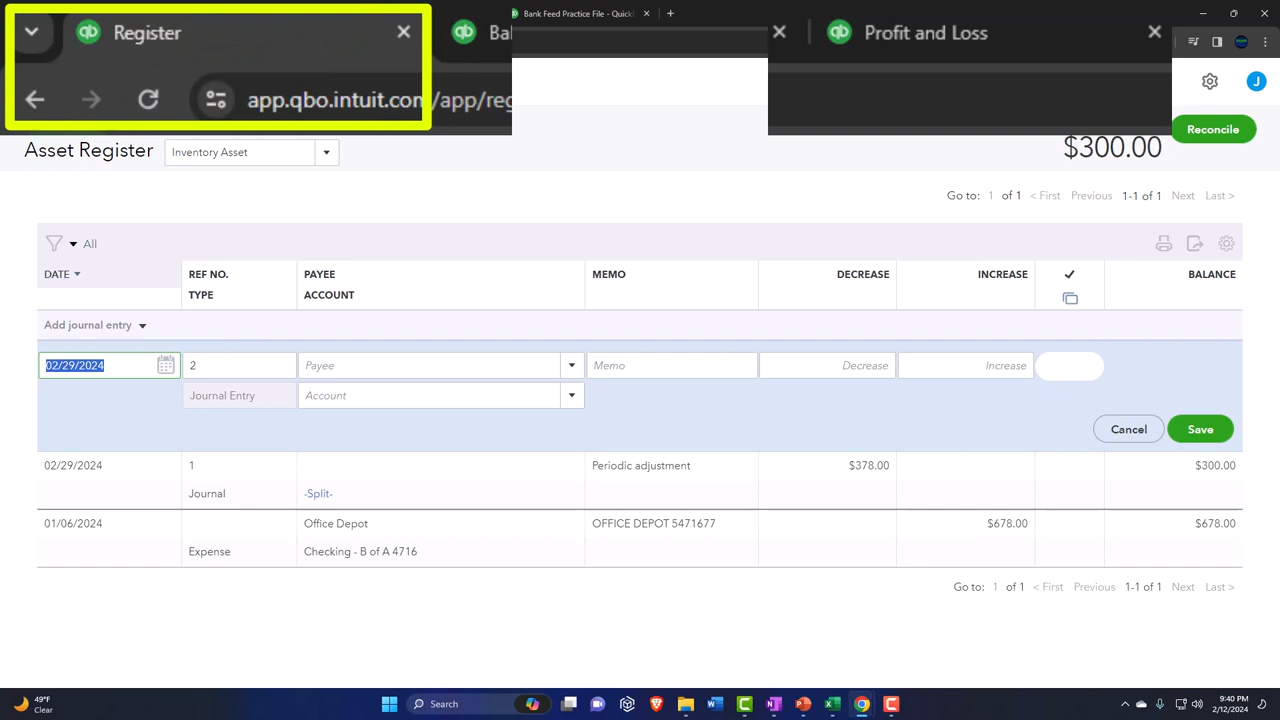 Register
Ba
Bank Feed Practice File - Quick
Profit and Loss
app.qbo.intuit.com/app/reg
J
Reconcile
Asset Register Inventory Asset $300.00
Go to: 1 of 1 < First Previous 1-1 of 1 Next Last >
All
DATE REF NO. PAYEE MEMO DECREASE INCREASE BALANCE
TYPE ACCOUNT
Add journal entry
02/29/2024 2 Payee Memo Decrease Increase
Journal Entry Account
Cancel Save
02/29/2024 1 Periodic adjustment $378.00 $300.00
Journal -Split-
01/06/2024 Office Depot OFFICE DEPOT 5471677 $678.00 $678.00
Expense Checking - B of A 4716
Go to: 1 of 1 < First Previous 1-1 of 1 Next Last >
49°F
Clear
Search
9:40 PM
2/12/2024